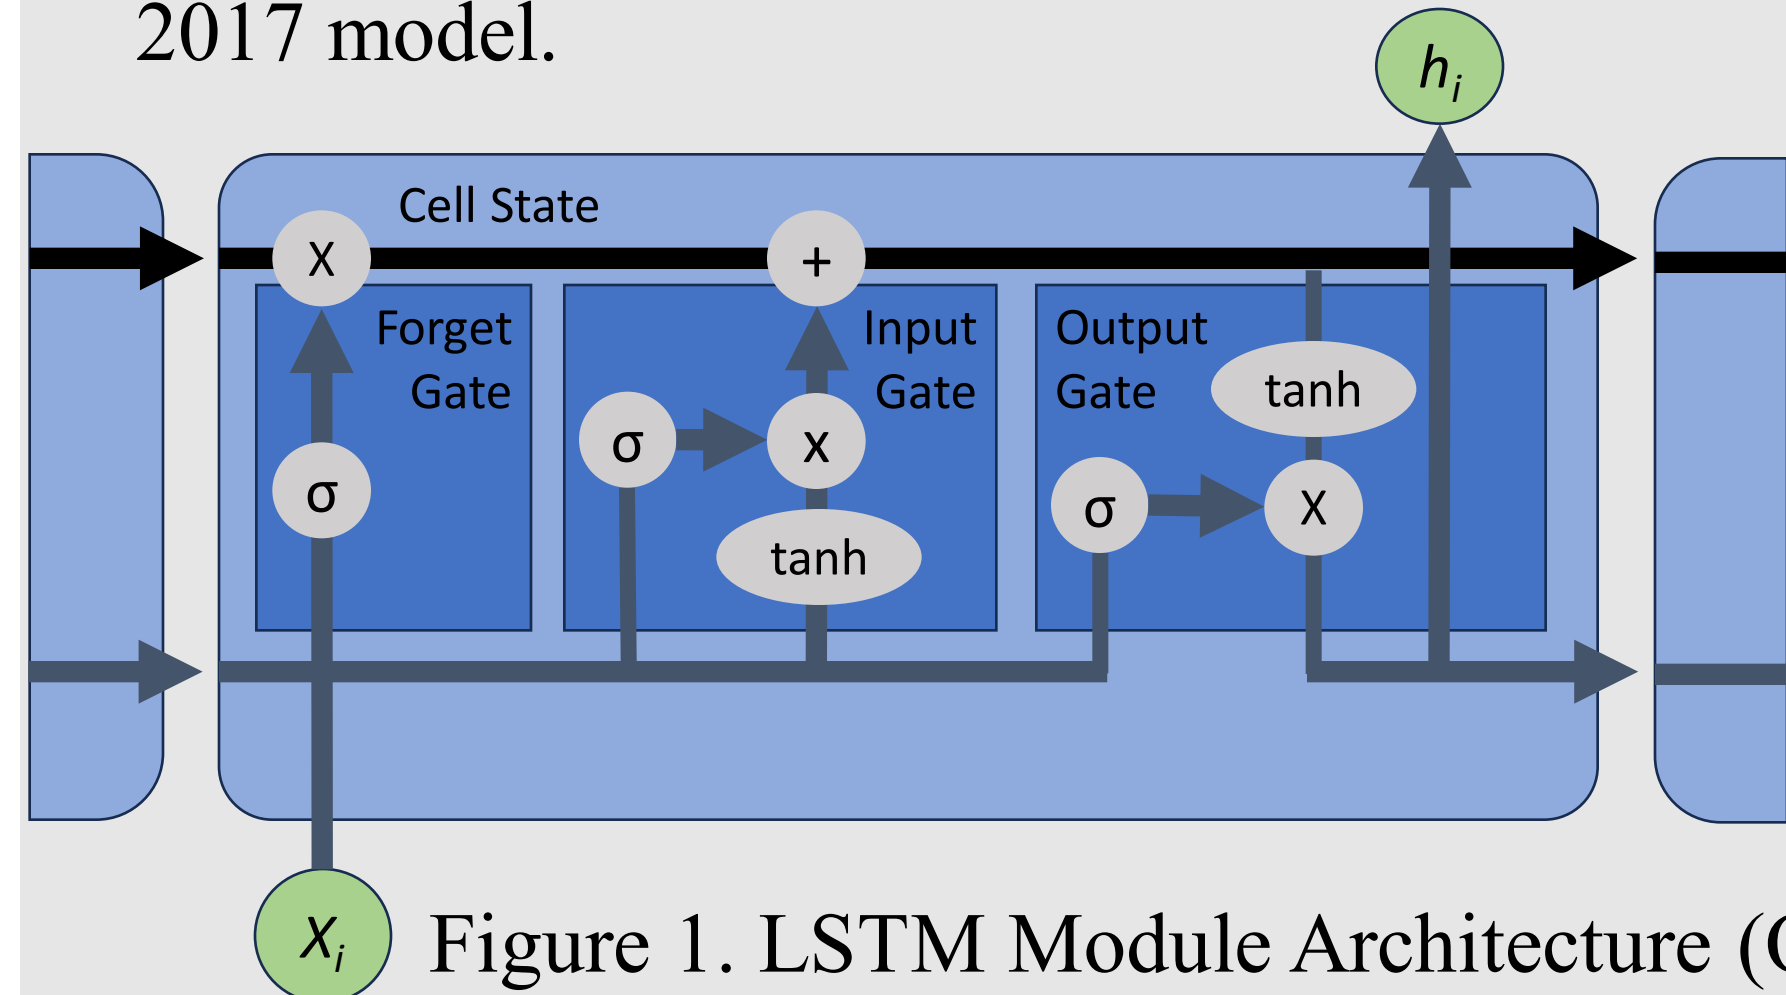 2017 model.
hᵢ
Cell State
X
+
Forget
Gate
Input
Gate
Output
Gate
tanh
σ
x
σ
σ
X
tanh
Xᵢ
Figure 1. LSTM Module Architecture (